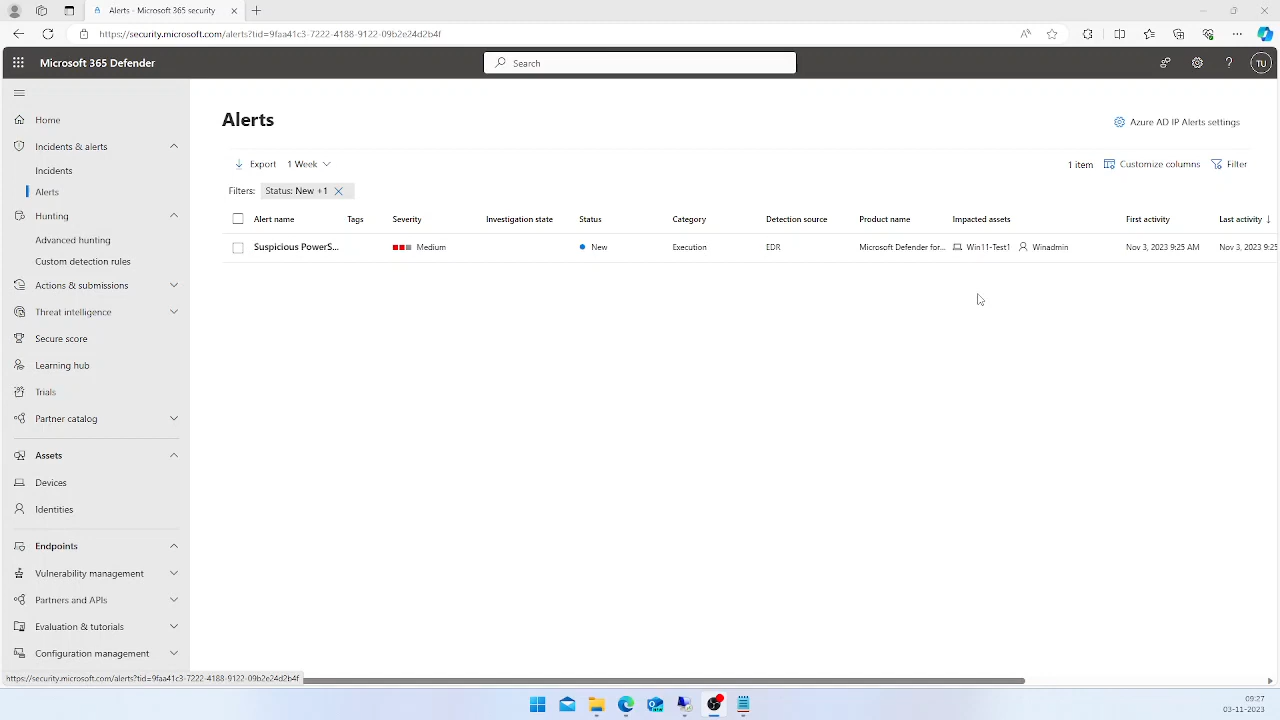 Alerts - Microsoft 365 security
https://security.microsoft.com/alerts?tid=9faa41c3-7222-4188-9122-09b2e24d2b4f
Microsoft 365 Defender
Search
TU
Home
Incidents & alerts
Incidents
Alerts
Hunting
Advanced hunting
Custom detection rules
Actions & submissions
Threat intelligence
Secure score
Learning hub
Trials
Partner catalog
Assets
Devices
Identities
Endpoints
Vulnerability management
Partners and APIs
Evaluation & tutorials
Configuration management
https://security.microsoft.com/alerts?tid=9faa41c3-7222-4188-9122-09b2e24d2b4f
Alerts
Azure AD IP Alerts settings
Export 1 Week
1 item Customize columns Filter
Filters: Status: New +1
Alert name Tags Severity Investigation state Status Category Detection source Product name Impacted assets First activity Last activity
Suspicious PowerS... Medium New Execution EDR Microsoft Defender for... Win11-Test1 Winadmin Nov 3, 2023 9:25 AM Nov 3, 2023 9:25
09:27
03-11-2023